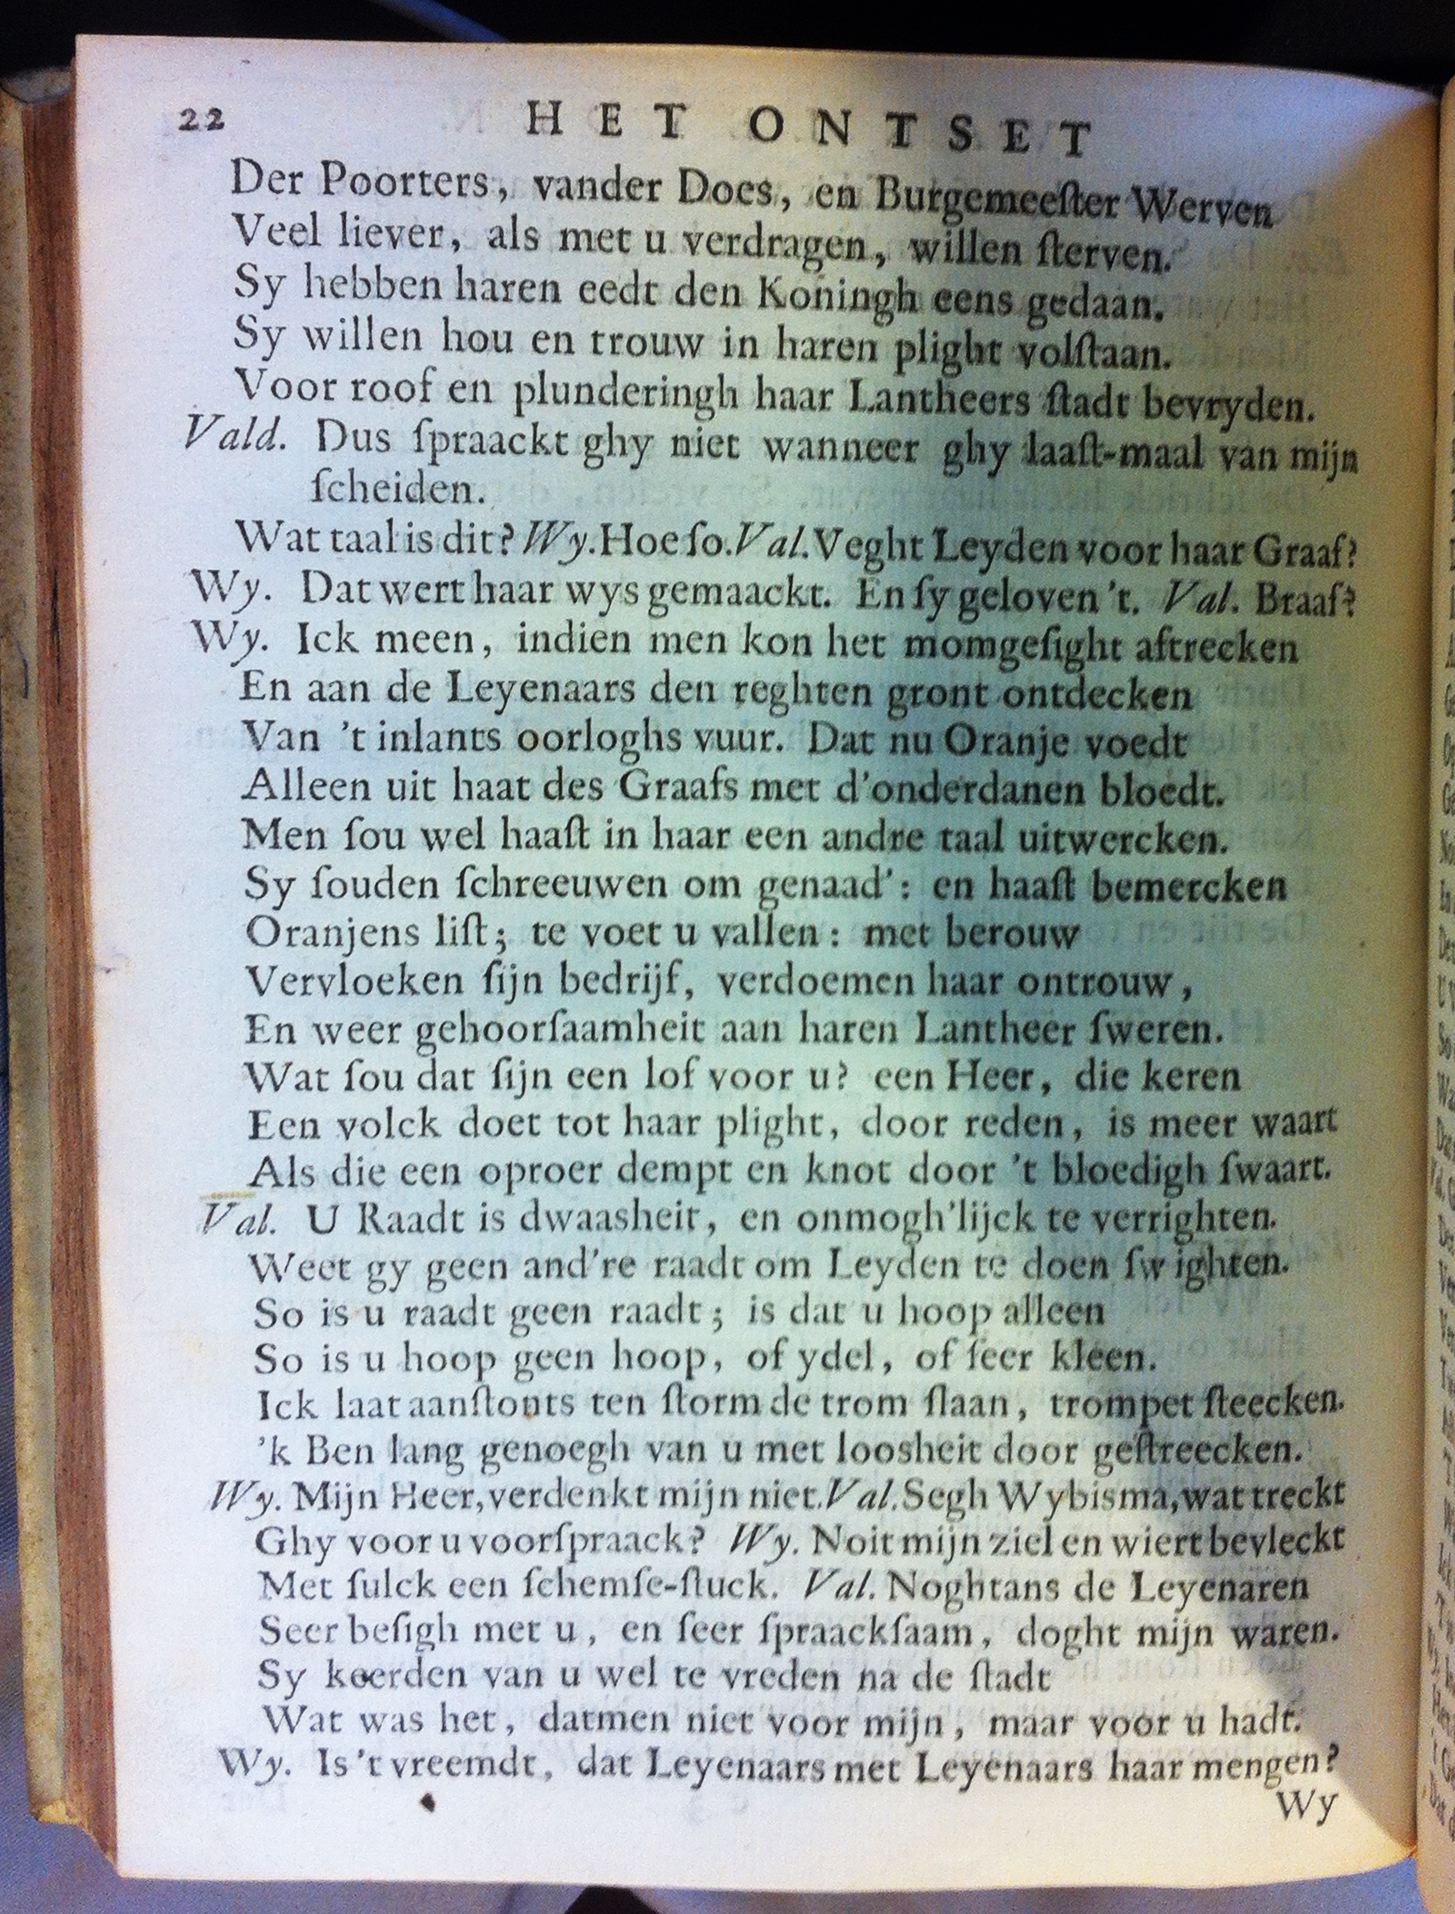 22 HET ONTSET
Der Poorters, vander Does, en Burgemeeſter Werven
Veel liever, als met u verdragen, willen ſterven.
Sy hebben haren eedt den Koningh eens gedaan.
Sy willen hou en trouw in haren plight volſtaan.
Voor roof en plunderingh haar Lantheers ſtadt bevryden.
Vald. Dus ſpraackt ghy niet wanneer ghy laaſt-maal van mijn
ſcheiden.
Wat taal is dit? Wy. Hoe ſo. Val. Veght Leyden voor haar Graaf?
Wy. Dat wert haar wys gemaackt. En ſy geloven 't. Val. Braaf?
Wy. Ick meen, indien men kon het momgeſight aftrecken
En aan de Leyenaars den reghten gront ontdecken
Van 't inlants oorloghs vuur. Dat nu Oranje voedt
Alleen uit haat des Graafs met d'onderdanen bloedt.
Men ſou wel haaſt in haar een andre taal uitwercken.
Sy ſouden ſchreeuwen om genaad': en haaſt bemercken
Oranjens liſt; te voet u vallen: met berouw
Vervloeken ſijn bedrijf, verdoemen haar ontrouw,
En weer gehoorſaamheit aan haren Lantheer ſweren.
Wat ſou dat ſijn een lof voor u? een Heer, die keren
Een volck doet tot haar plight, door reden, is meer waart
Als die een oproer dempt en knot door 't bloedigh ſwaart.
Val. U Raadt is dwaasheit, en onmogh'lijck te verrighten.
Weet gy geen and're raadt om Leyden te doen ſwighten.
So is u raadt geen raadt; is dat u hoop alleen
So is u hoop geen hoop, of ydel, of ſeer kleen.
Ick laat aanſtonts ten ſtorm de trom ſlaan, trompet ſteecken.
'k Ben lang genoegh van u met loosheit door geſtreecken.
Wy. Mijn Heer, verdenkt mijn niet. Val. Segh Wybisma, wat treckt
Ghy voor u voorſpraack? Wy. Noit mijn ziel en wiert bevleckt
Met ſulck een ſchemſe-ſtuck. Val. Noghtans de Leyenaren
Seer beſigh met u, en ſeer ſpraackſaam, doght mijn waren.
Sy keerden van u wel te vreden na de ſtadt
Wat was het, datmen niet voor mijn, maar voor u hadt.
Wy. Is 't vreemdt, dat Leyenaars met Leyenaars haar mengen?
Wy